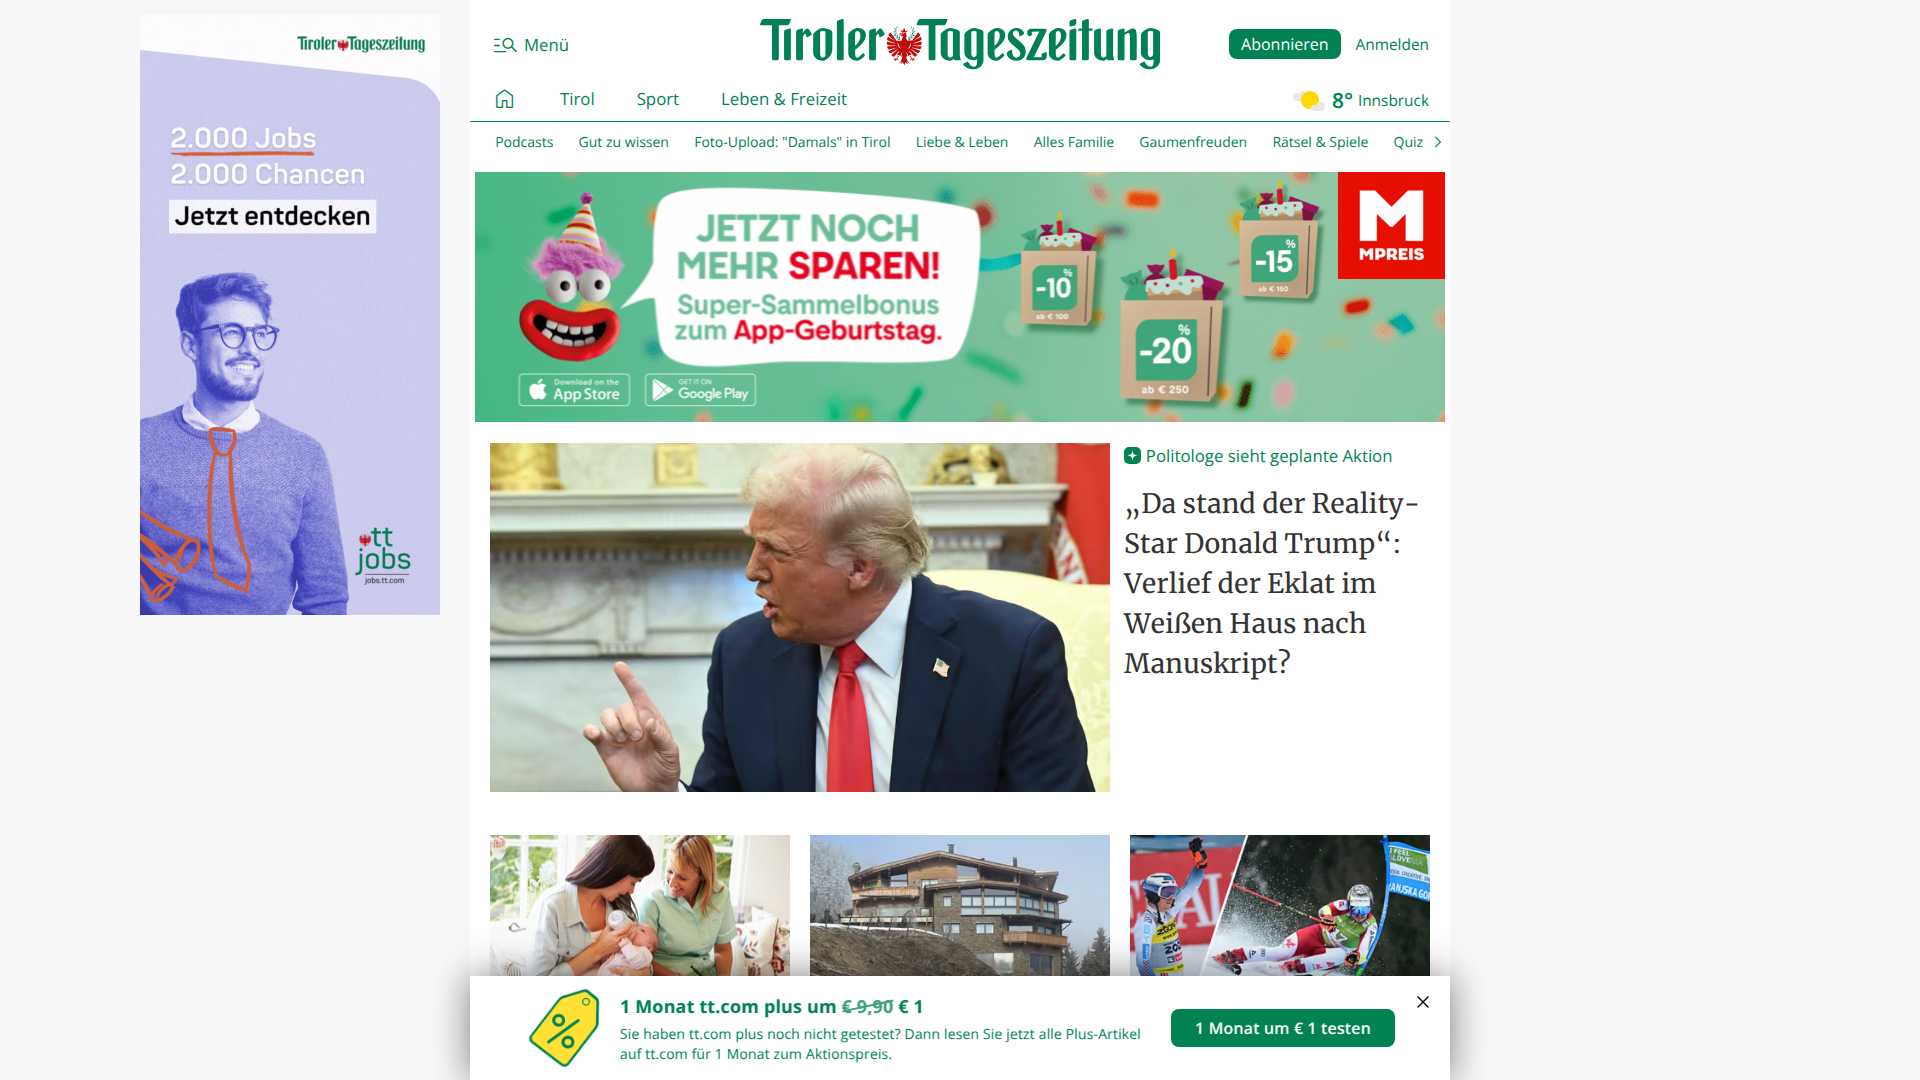 Tiroler Tageszeitung
2.000 Jobs
2.000 Chancen
Jetzt entdecken
tt
jobs
jobs.tt.com
Menü
Tiroler Tageszeitung
Abonnieren
Anmelden
Tirol
Sport
Leben & Freizeit
8° Innsbruck
Podcasts
Gut zu wissen
Foto-Upload: "Damals" in Tirol
Liebe & Leben
Alles Familie
Gaumenfreuden
Rätsel & Spiele
Quiz
JETZT NOCH
MEHR SPAREN!
Super-Sammelbonus
zum App-Geburtstag.
Download on the
App Store
GET IT ON
Google Play
-10%
ab € 100
-20%
ab € 250
-15%
ab € 150
M
MPREIS
Politologe sieht geplante Aktion
„Da stand der Reality-
Star Donald Trump“:
Verlief der Eklat im
Weißen Haus nach
Manuskript?
1 Monat tt.com plus um € 9,90 € 1
Sie haben tt.com plus noch nicht getestet? Dann lesen Sie jetzt alle Plus-Artikel
auf tt.com für 1 Monat zum Aktionspreis.
1 Monat um € 1 testen